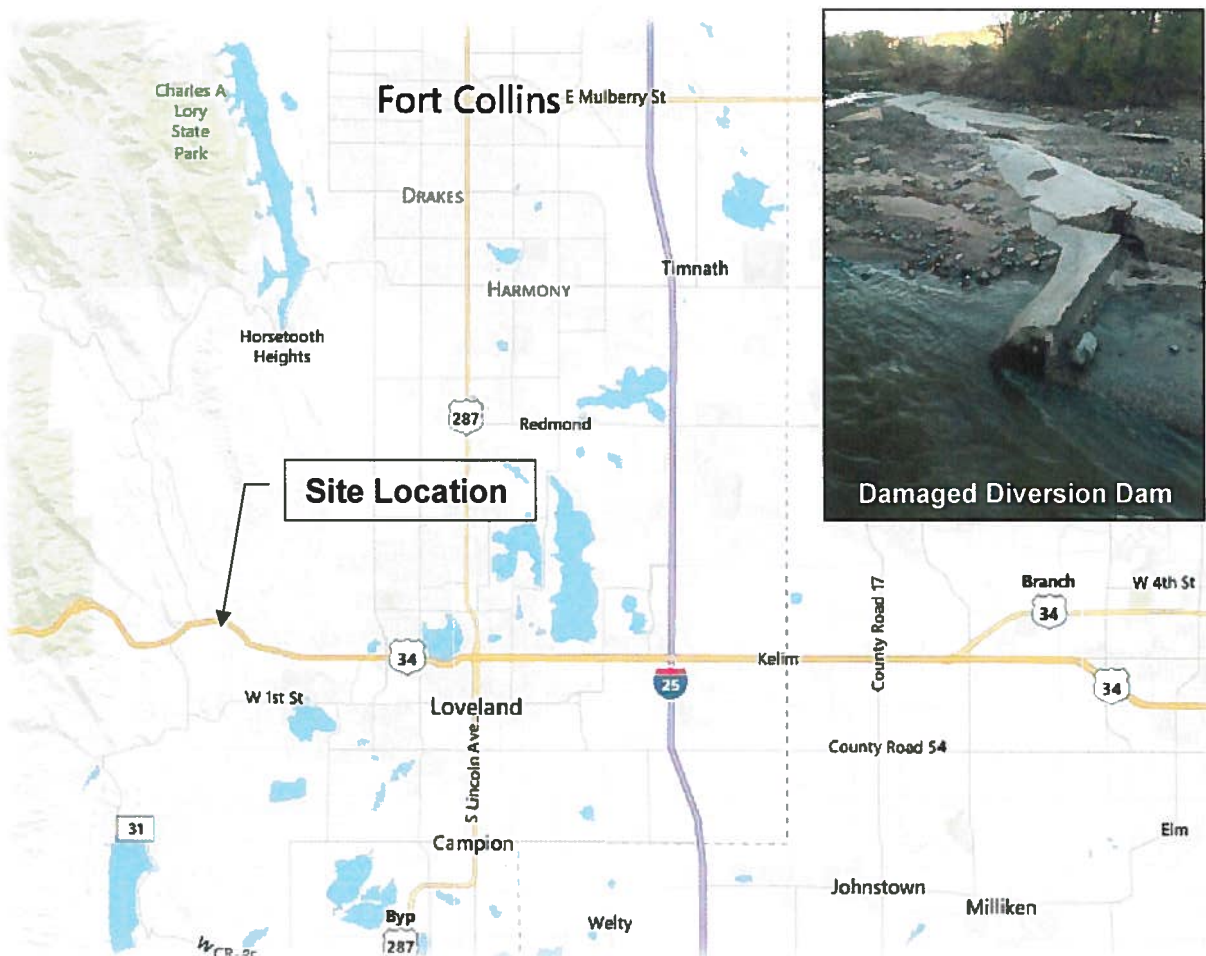 Charles A
Lory
State
Park
Fort Collins
E Mulberry St
DRAKES
Timnath
HARMONY
Horsetooth
Heights
287
Redmond
Site Location
Damaged Diversion Dam
County Road 17
Branch
W 4th St
34
34
Kelim
25
34
W 1st St
Loveland
S Lincoln Ave
County Road 54
31
Campion
Elm
Johnstown
Milliken
Byp
287
Welty
W CR-